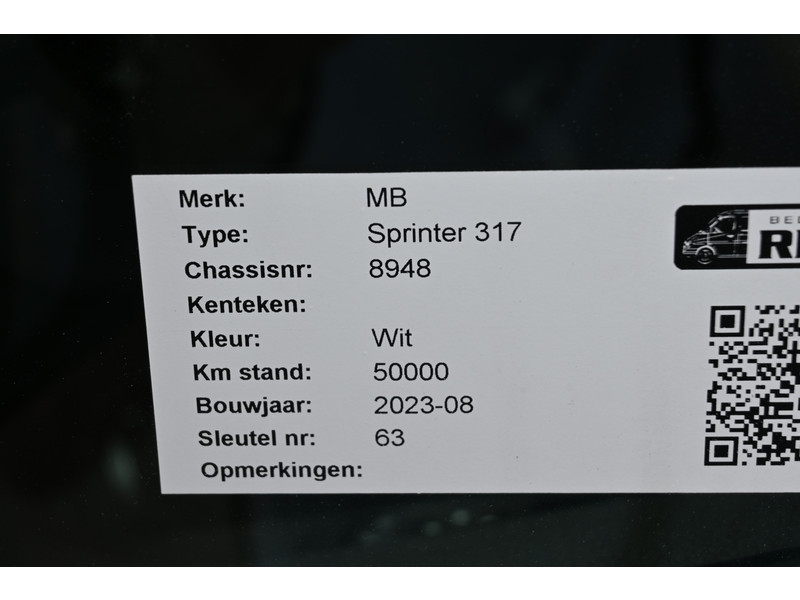 Merk: MB
Type: Sprinter 317
Chassisnr: 8948
Kenteken:
Kleur: Wit
Km stand: 50000
Bouwjaar: 2023-08
Sleutel nr: 63
Opmerkingen: